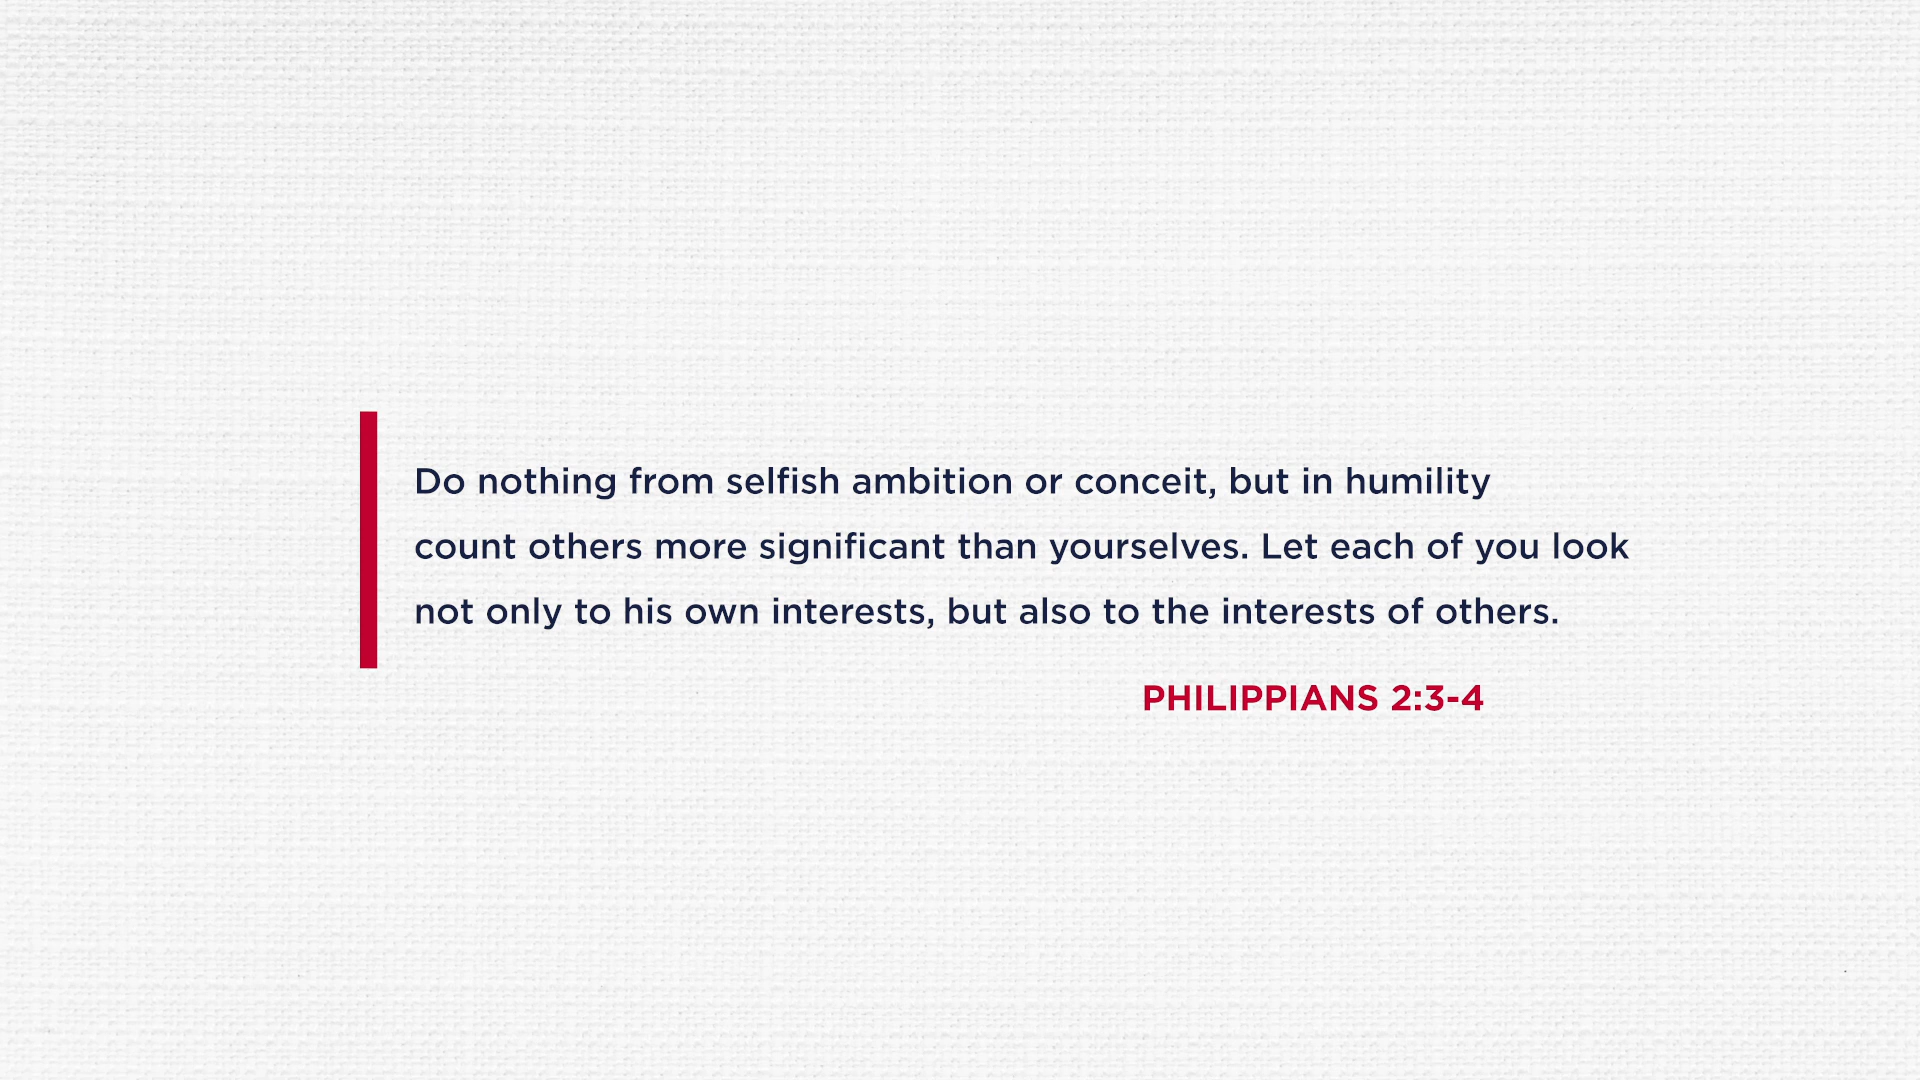 Do nothing from selfish ambition or conceit, but in humility
count others more significant than yourselves. Let each of you look
not only to his own interests, but also to the interests of others.
PHILIPPIANS 2:3-4